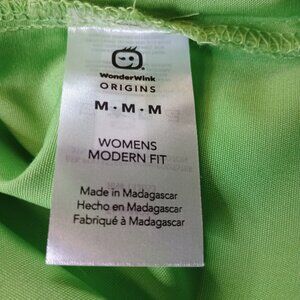 WonderWink
ORIGINS
M • M • M
WOMENS
MODERN FIT
Made in Madagascar
Hecho en Madagascar
Fabriqué à Madagascar